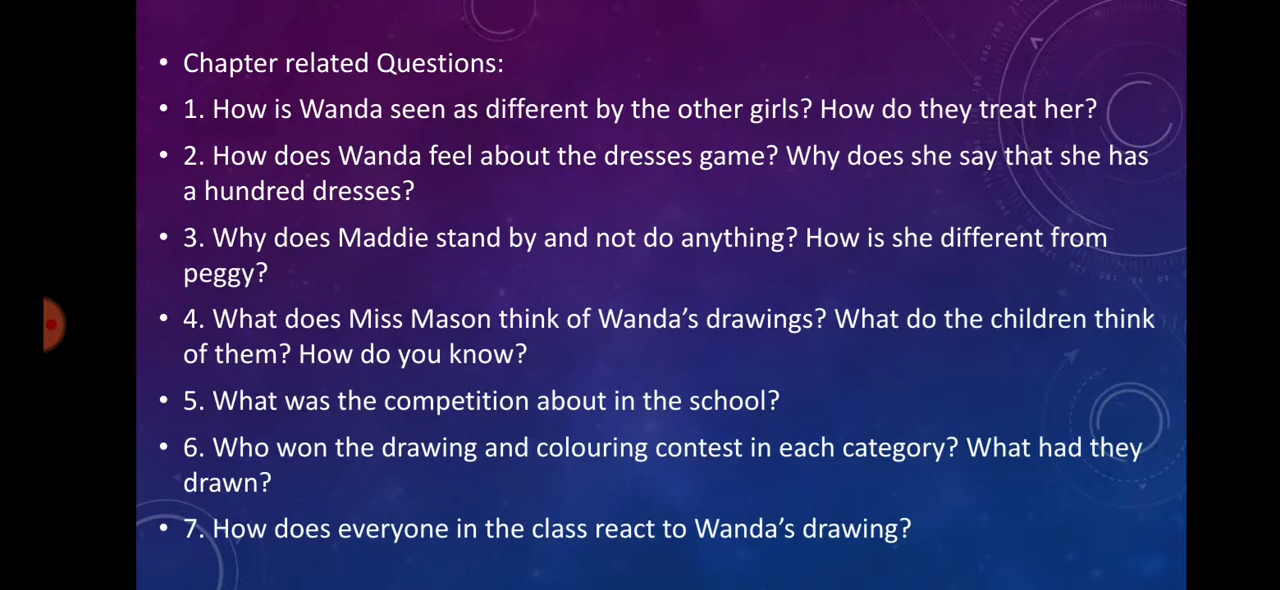 • Chapter related Questions:
• 1. How is Wanda seen as different by the other girls? How do they treat her?
• 2. How does Wanda feel about the dresses game? Why does she say that she has
a hundred dresses?
• 3. Why does Maddie stand by and not do anything? How is she different from
peggy?
• 4. What does Miss Mason think of Wanda’s drawings? What do the children think
of them? How do you know?
• 5. What was the competition about in the school?
• 6. Who won the drawing and colouring contest in each category? What had they
drawn?
• 7. How does everyone in the class react to Wanda’s drawing?